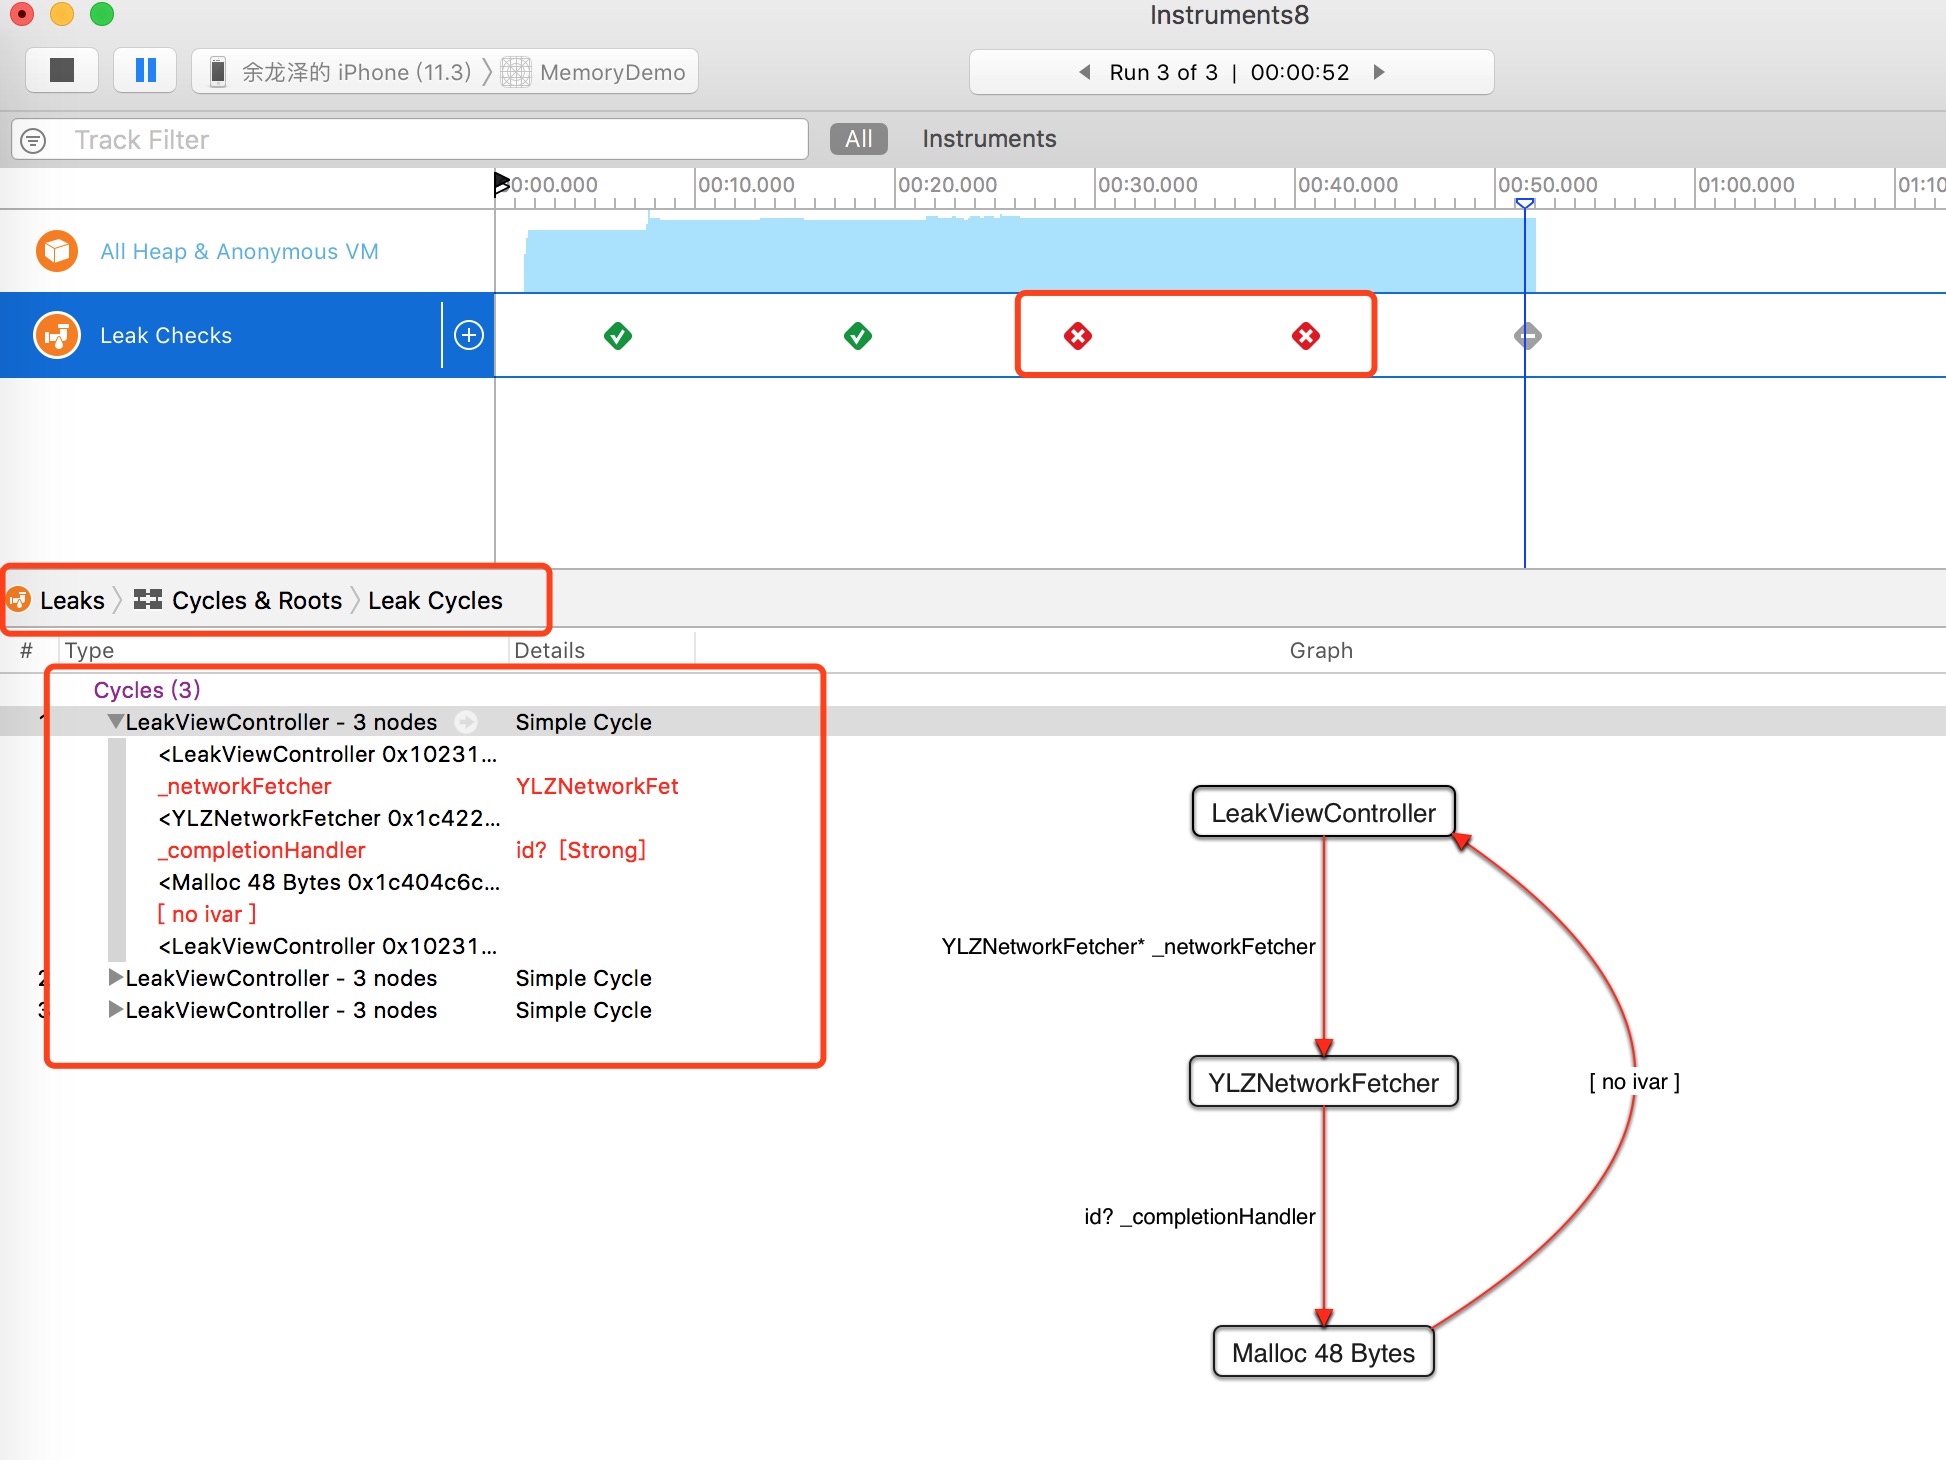 Instruments8
余龙泽的 iPhone (11.3) MemoryDemo
Run 3 of 3 | 00:00:52
Track Filter
All
Instruments
00:10.000
00:20.000
00:30.000
00:40.000
00:50.000
01:00.000
All Heap & Anonymous VM
Leak Checks
Leaks Cycles & Roots Leak Cycles
# Type Details Graph
Cycles (3)
1 LeakViewController - 3 nodes Simple Cycle
<LeakViewController 0x10231...
_networkFetcher YLZNetworkFet
<YLZNetworkFetcher 0x1c422...
_completionHandler id? [Strong]
<Malloc 48 Bytes 0x1c404c6c...
[ no ivar ]
<LeakViewController 0x10231...
2 LeakViewController - 3 nodes Simple Cycle
3 LeakViewController - 3 nodes Simple Cycle
LeakViewController
YLZNetworkFetcher* _networkFetcher
YLZNetworkFetcher
[ no ivar ]
id? _completionHandler
Malloc 48 Bytes